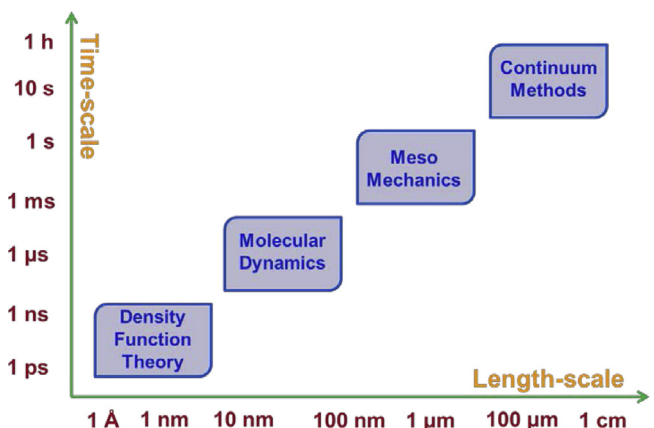 1 h
10 s
1 s
1 ms
1 µs
1 ns
1 ps
Time-scale
Continuum
Methods
Meso
Mechanics
Molecular
Dynamics
Density
Function
Theory
Length-scale
1 Å 1 nm 10 nm 100 nm 1 µm 100 µm 1 cm